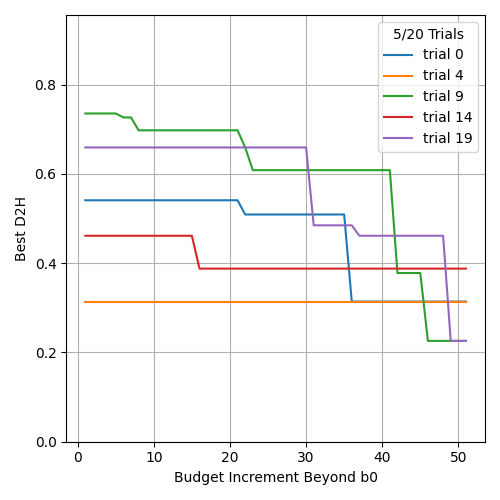 5/20 Trials
trial 0
trial 4
trial 9
trial 14
trial 19
Best D2H
0.8
0.6
0.4
0.2
0.0
0 10 20 30 40 50
Budget Increment Beyond b0